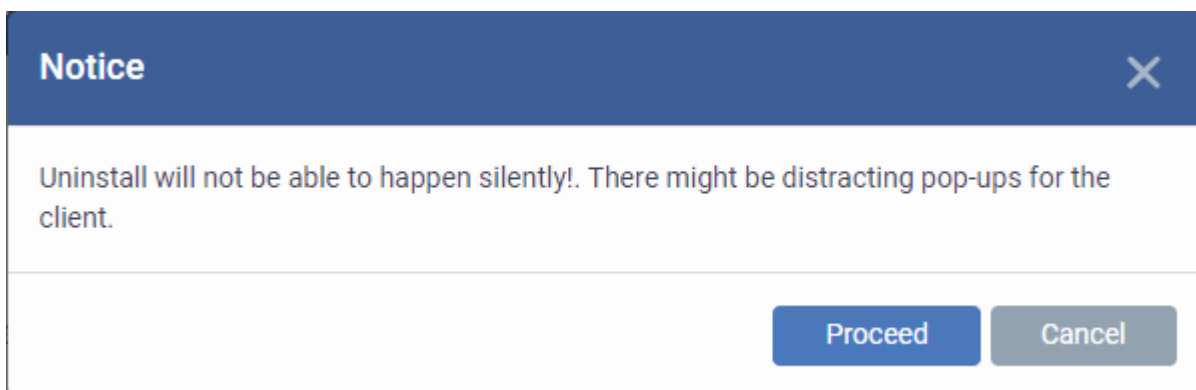 Notice
Uninstall will not be able to happen silently!. There might be distracting pop-ups for the
client.
Proceed Cancel